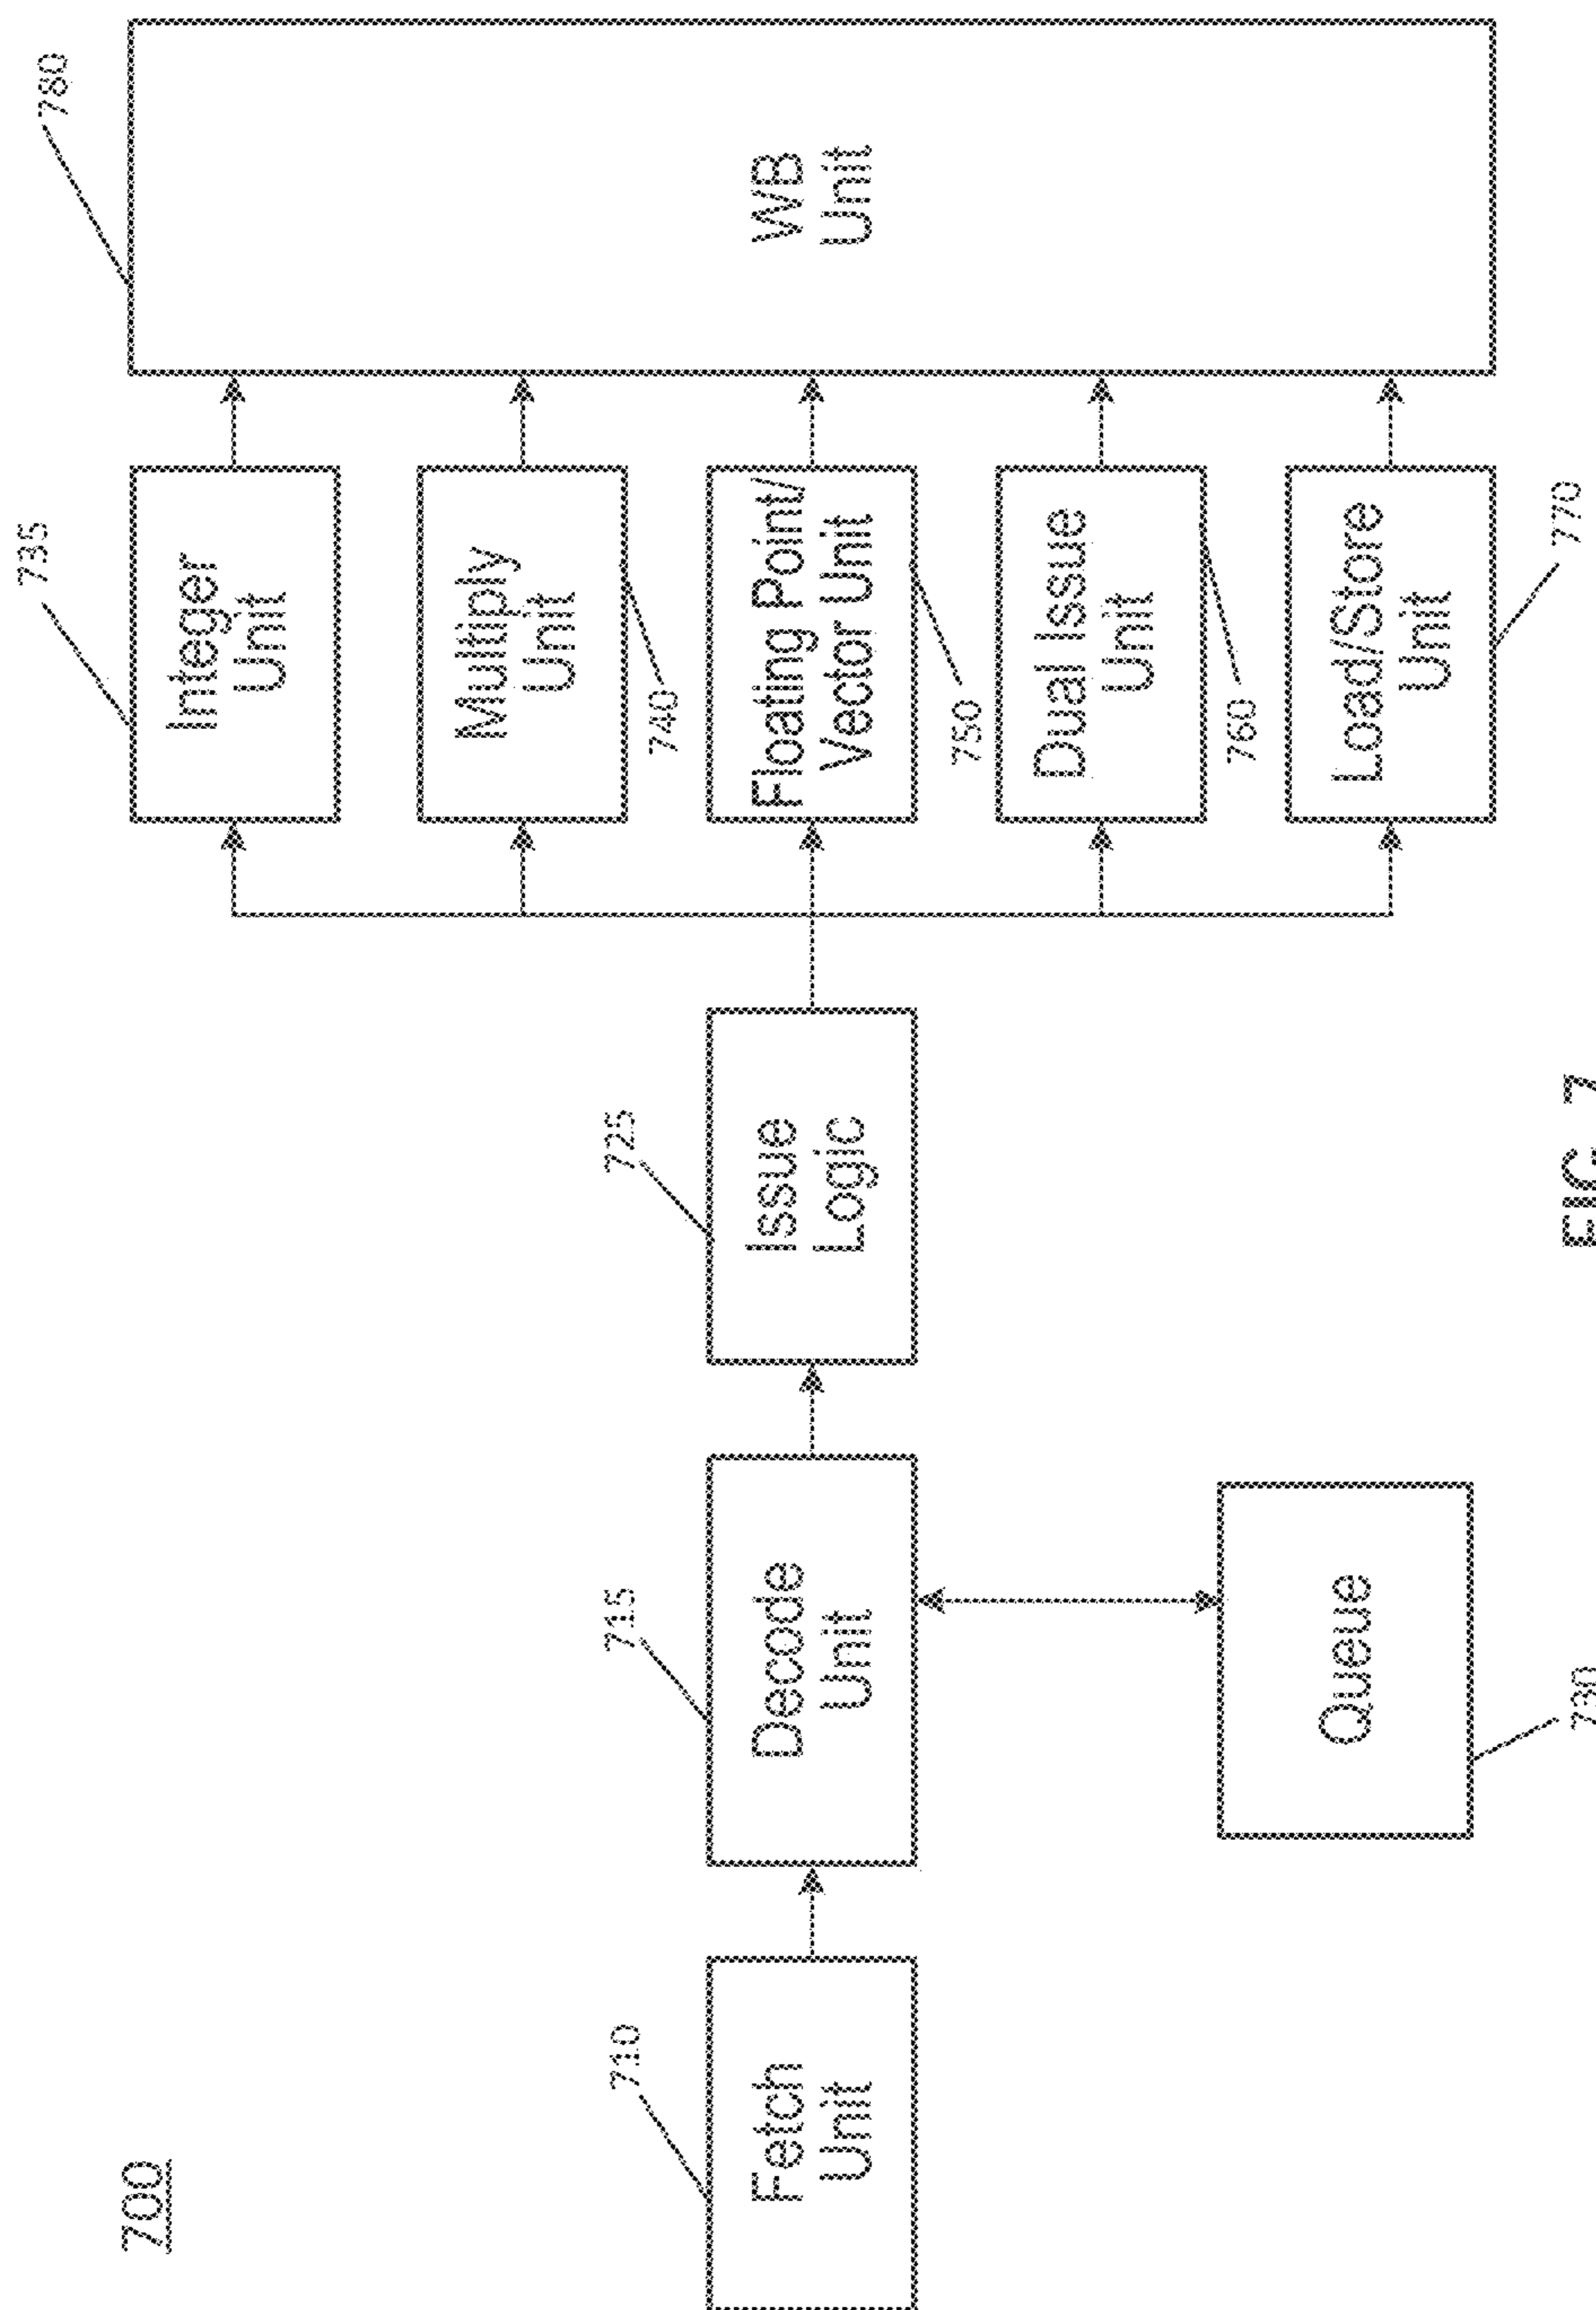 700
710
Fetch
Unit
715
Decode
Unit
730
Queue
725
Issue
Logic
735
Integer
Unit
Multiply
Unit
740
Floating Point/
Vector Unit
750
Dual Issue
Unit
760
Load/Store
Unit
770
780
WB
Unit
FIG. 7